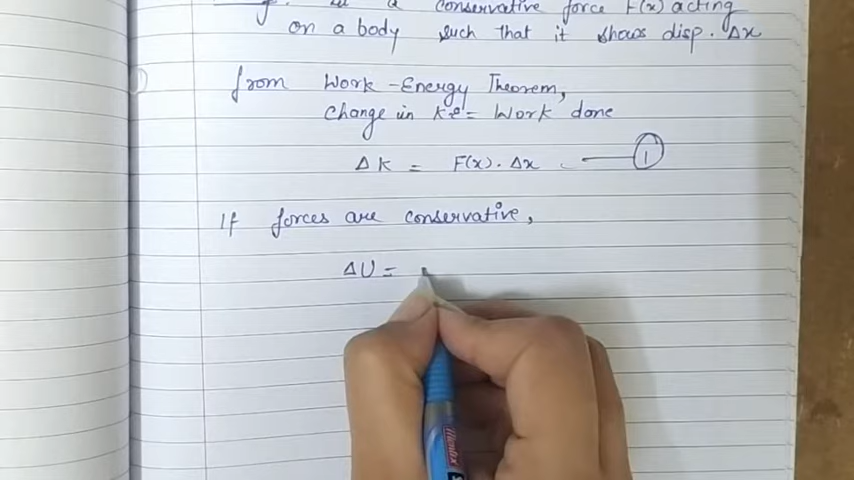 a conservative force F(x) acting
on a body such that it shows disp. Δx
from Work-Energy Theorem,
Change in K.E = Work done
ΔK = F(x). Δx. ①
If forces are conservative,
ΔU =